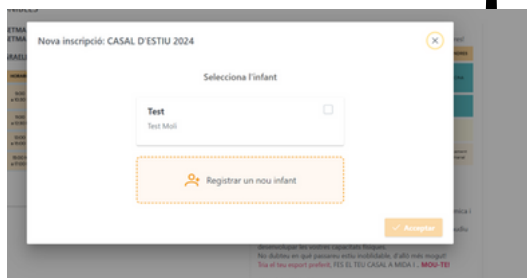 Nova inscripció: CASAL D'ESTIU 2024
Selecciona l'infant
Test
Test Moli
Registrar un nou infant
Acceptar
desenvolupar les vostres capacitats físiques.
No dubteu en què passareu estiu inoblidable, d'allò més mogut!
Tria el teu esport preferit, FES EL TEU CASAL A MIDA I... MOU-TE!